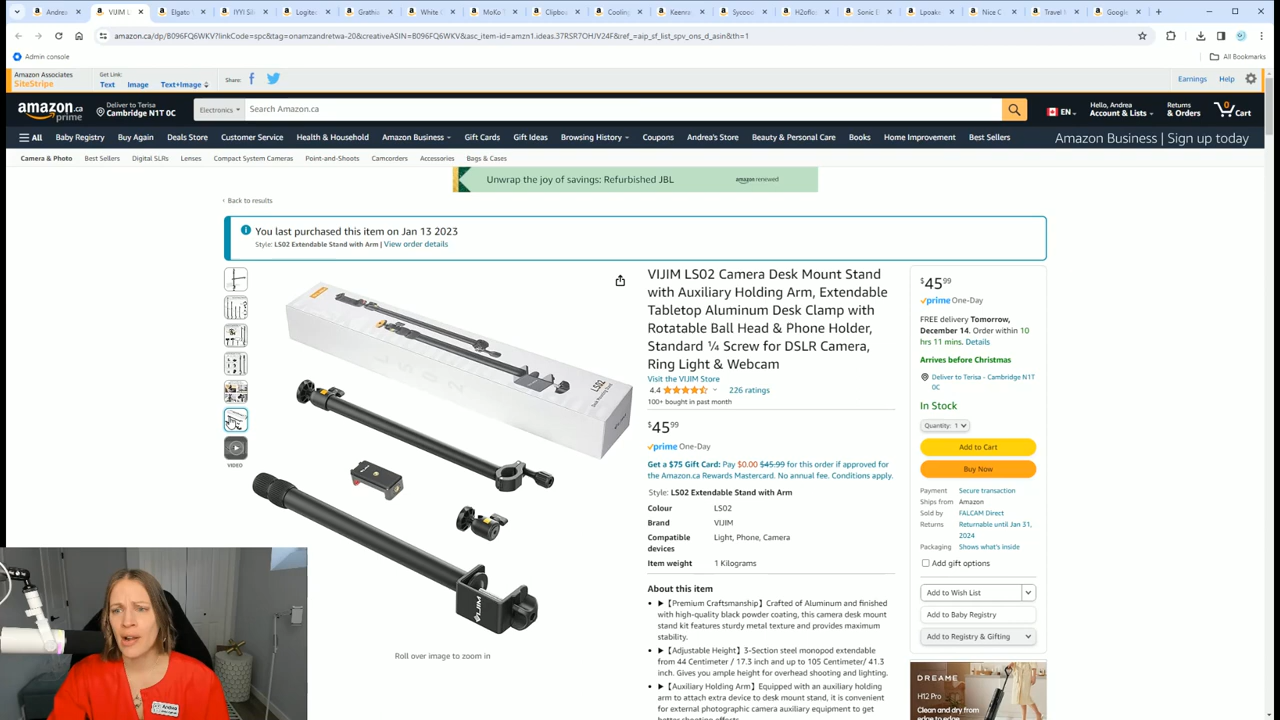 Andre
VIJIM L
Elgato
IYYI Sil
Logitec
Grathia
White C
MoKo T
Clipboa
Cooling
Keenra
Sycood
H2ofle
Sonic E
Lpoaks
Nice C
Travel I
Google
amazon.ca/dp/B096FQ6WKV?linkCode=spc&tag=onamzandretwa-20&creativeASIN=B096FQ6WKV&asc_item-id=amzn1.ideas.37RSR7OHJV24F&ref_=aip_sf_list_spv_ons_d_asin&th=1
Admin console
All Bookmarks
Amazon Associates
SiteStripe
Get Link:
Text Image Text+Image
Share:
Earnings Help
amazon.ca
prime
Deliver to Terisa
Cambridge N1T 0C
Electronics
Search Amazon.ca
EN
Hello, Andrea
Account & Lists
Returns
& Orders
0
Cart
All Baby Registry Buy Again Deals Store Customer Service Health & Household Amazon Business Gift Cards Gift Ideas Browsing History Coupons Andrea's Store Beauty & Personal Care Books Home Improvement Best Sellers
Amazon Business | Sign up today
Camera & Photo Best Sellers Digital SLRs Lenses Compact System Cameras Point-and-Shoots Camcorders Accessories Bags & Cases
Unwrap the joy of savings: Refurbished JBL
amazon renewed
‹ Back to results
You last purchased this item on Jan 13 2023
Style: LS02 Extendable Stand with Arm | View order details
VIDEO
LS02
VIJIM
Roll over image to zoom in
VIJIM LS02 Camera Desk Mount Stand
with Auxiliary Holding Arm, Extendable
Tabletop Aluminum Desk Clamp with
Rotatable Ball Head & Phone Holder,
Standard ¼ Screw for DSLR Camera,
Ring Light & Webcam
Visit the VIJIM Store
4.4 226 ratings
100+ bought in past month
$45.99
prime One-Day
Get a $75 Gift Card: Pay $0.00 $45.99 for this order if approved for
the Amazon.ca Rewards Mastercard. No annual fee. Conditions apply.
Style: LS02 Extendable Stand with Arm
Colour LS02
Brand VIJIM
Compatible devices Light, Phone, Camera
Item weight 1 Kilograms
About this item
• ►【Premium Craftsmanship】Crafted of Aluminum and finished
with high-quality black powder coating, this camera desk mount
stand kit features sturdy metal texture and provides maximum
stability.
• ►【Adjustable Height】3-Section steel monopod extendable
from 44 Centimeter / 17.3 inch and up to 105 Centimeter/ 41.3
inch. Gives you ample height for overhead shooting and lighting.
• ►【Auxiliary Holding Arm】Equipped with an auxiliary holding
arm to attach extra device to desk mount stand, it is convenient
for external photographic camera auxiliary equipment to get
better shooting effects.
$45.99
prime One-Day
FREE delivery Tomorrow,
December 14. Order within 10
hrs 11 mins. Details
Arrives before Christmas
Deliver to Terisa - Cambridge N1T
0C
In Stock
Quantity: 1
Add to Cart
Buy Now
Payment Secure transaction
Ships from Amazon
Sold by FALCAM Direct
Returns Returnable until Jan 31,
2024
Packaging Shows what's inside
Add gift options
Add to Wish List
Add to Baby Registry
Add to Registry & Gifting
DREAME
H12 Pro
Clean and dry from
edge to edge
Andrea